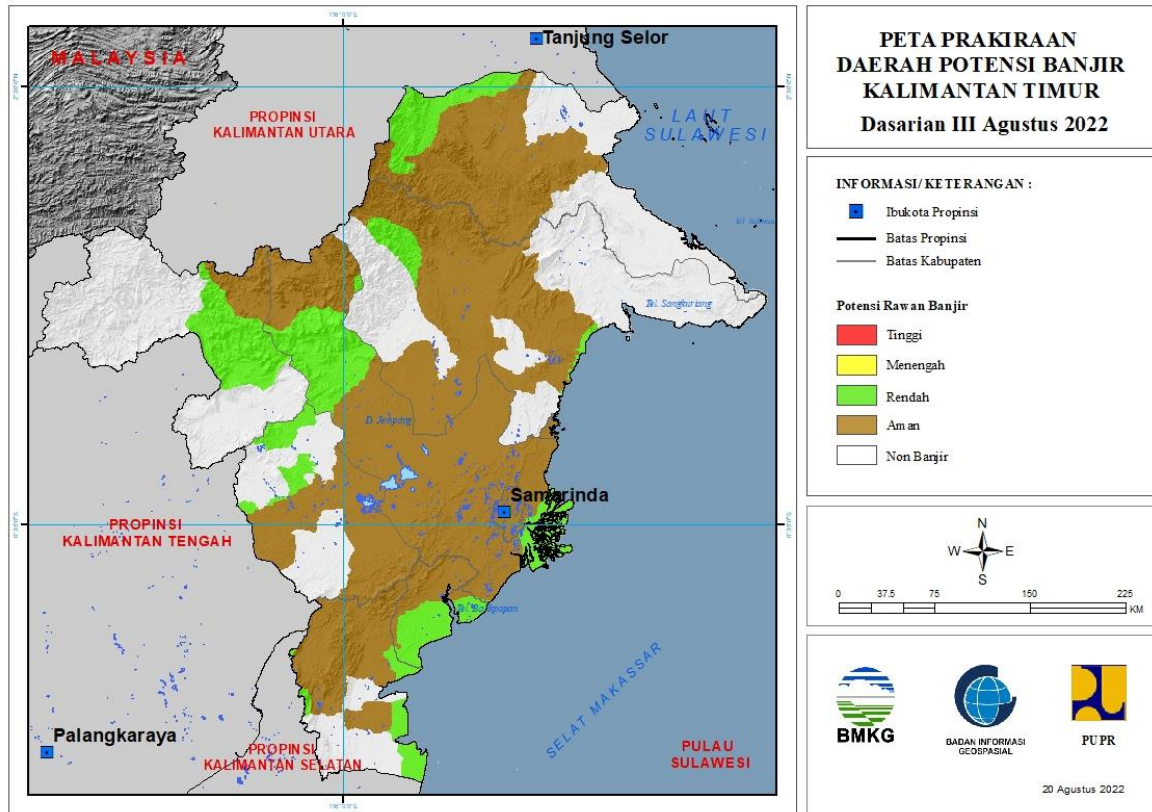 PETA PRAKIRAAN
DAERAH POTENSI BANJIR
KALIMANTAN TIMUR
Dasarian III Agustus 2022
INFORMASI/ KETERANGAN :
Ibukota Propinsi
Batas Propinsi
Batas Kabupaten
Potensi Rawan Banjir
Tinggi
Menengah
Rendah
Aman
Non Banjir
N
W
E
S
0
37.5
75
150
225
KM
BMKG
BADAN INFORMASI
GEOSPASIAL
PUPR
20 Agustus 2022
MALAYSIA
Tanjung Selor
PROPINSI
KALIMANTAN UTARA
LAUT
SULAWESI
Tel. Sangkuriang
D. Jempang
Samarinda
PROPINSI
KALIMANTAN TENGAH
SELAT MAKASSAR
Palangkaraya
PROPINSI
KALIMANTAN SELATAN
PULAU
SULAWESI